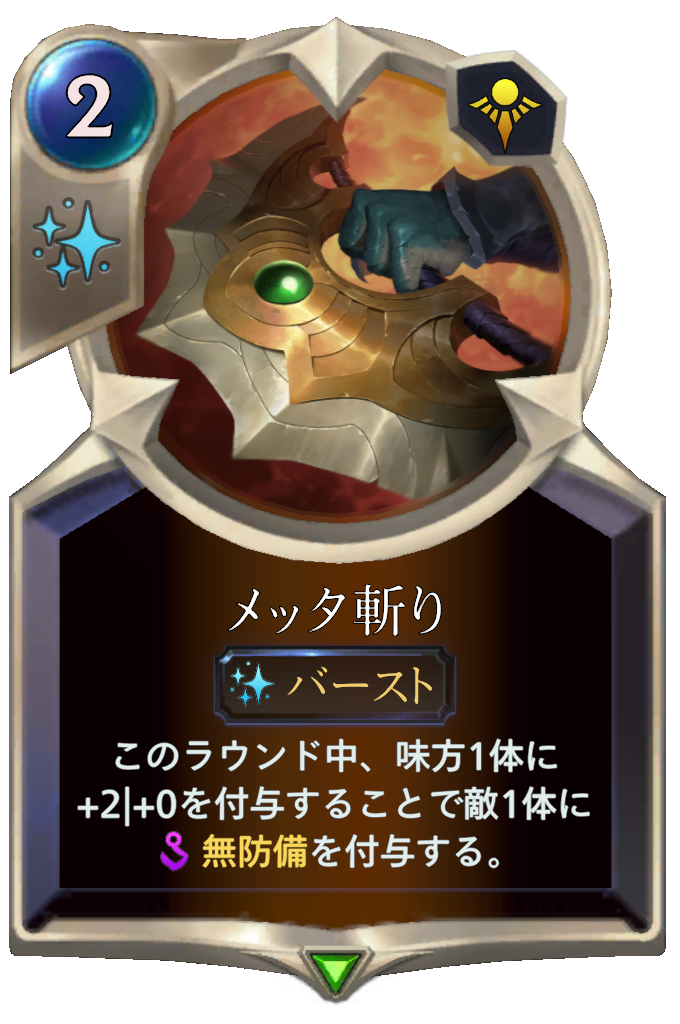 2
メッタ斬り
バースト
このラウンド中、味方1体に
+2|+0を付与することで敵1体に
無防備を付与する。